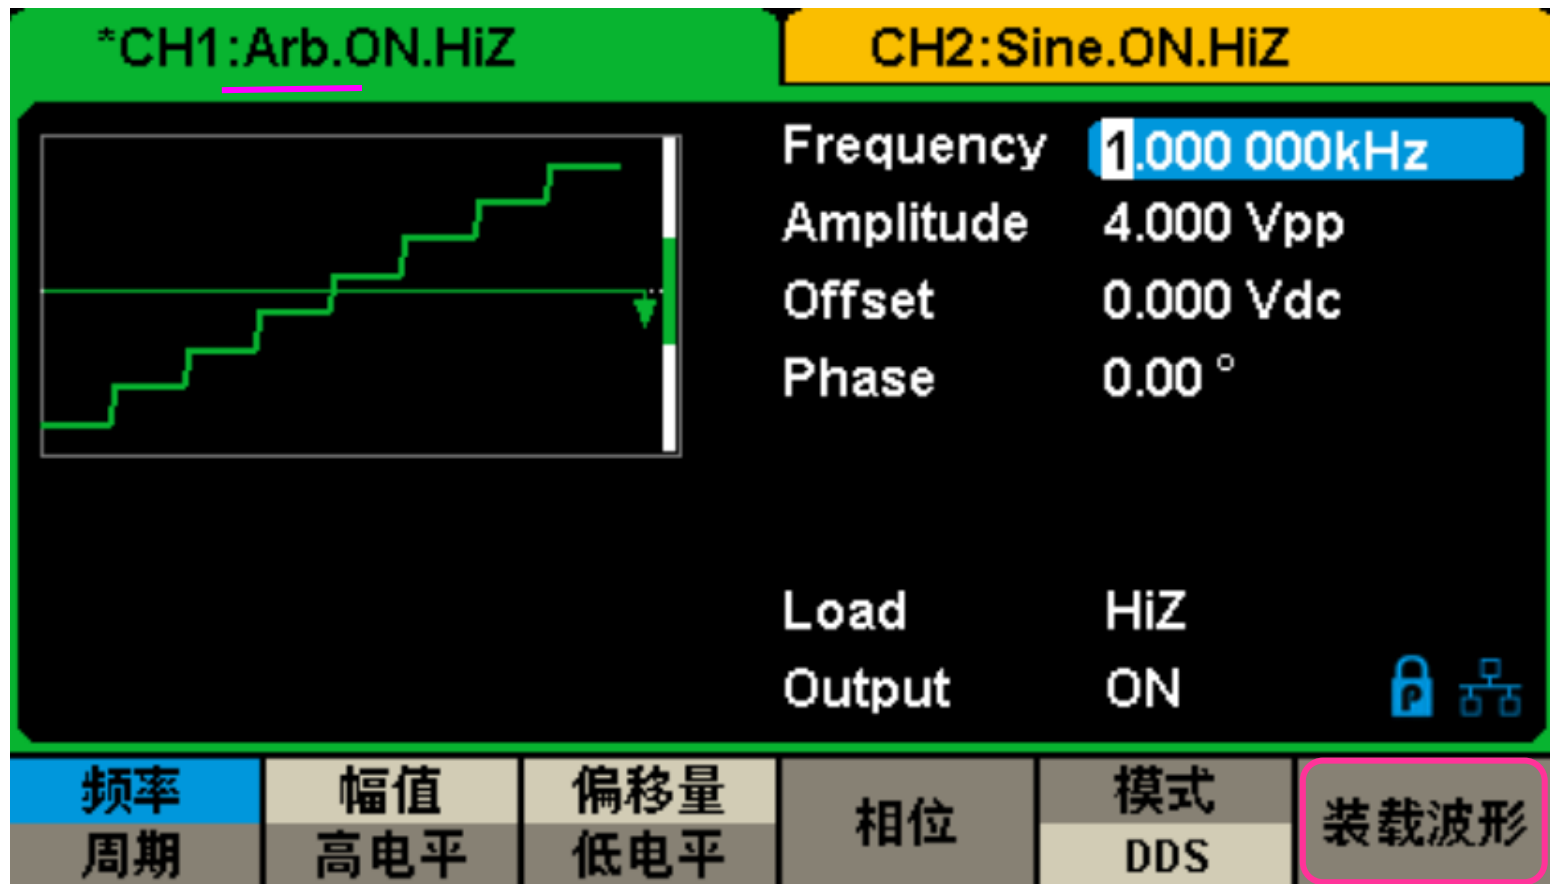 *CH1:Arb.ON.HiZ
CH2:Sine.ON.HiZ
Frequency 1.000 000kHz
Amplitude 4.000 Vpp
Offset 0.000 Vdc
Phase 0.00 °
Load HiZ
Output ON
频率
周期
幅值
高电平
偏移量
低电平
相位
模式
DDS
装载波形